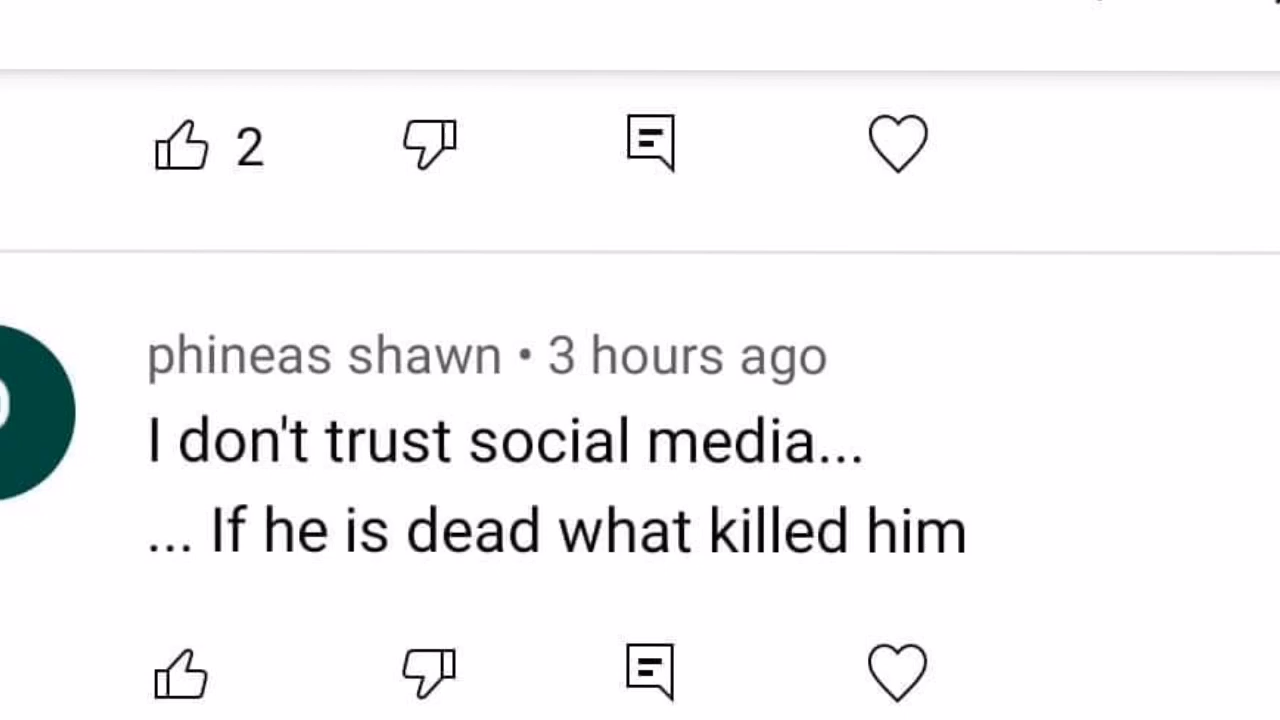 2
phineas shawn • 3 hours ago
I don't trust social media...
... If he is dead what killed him